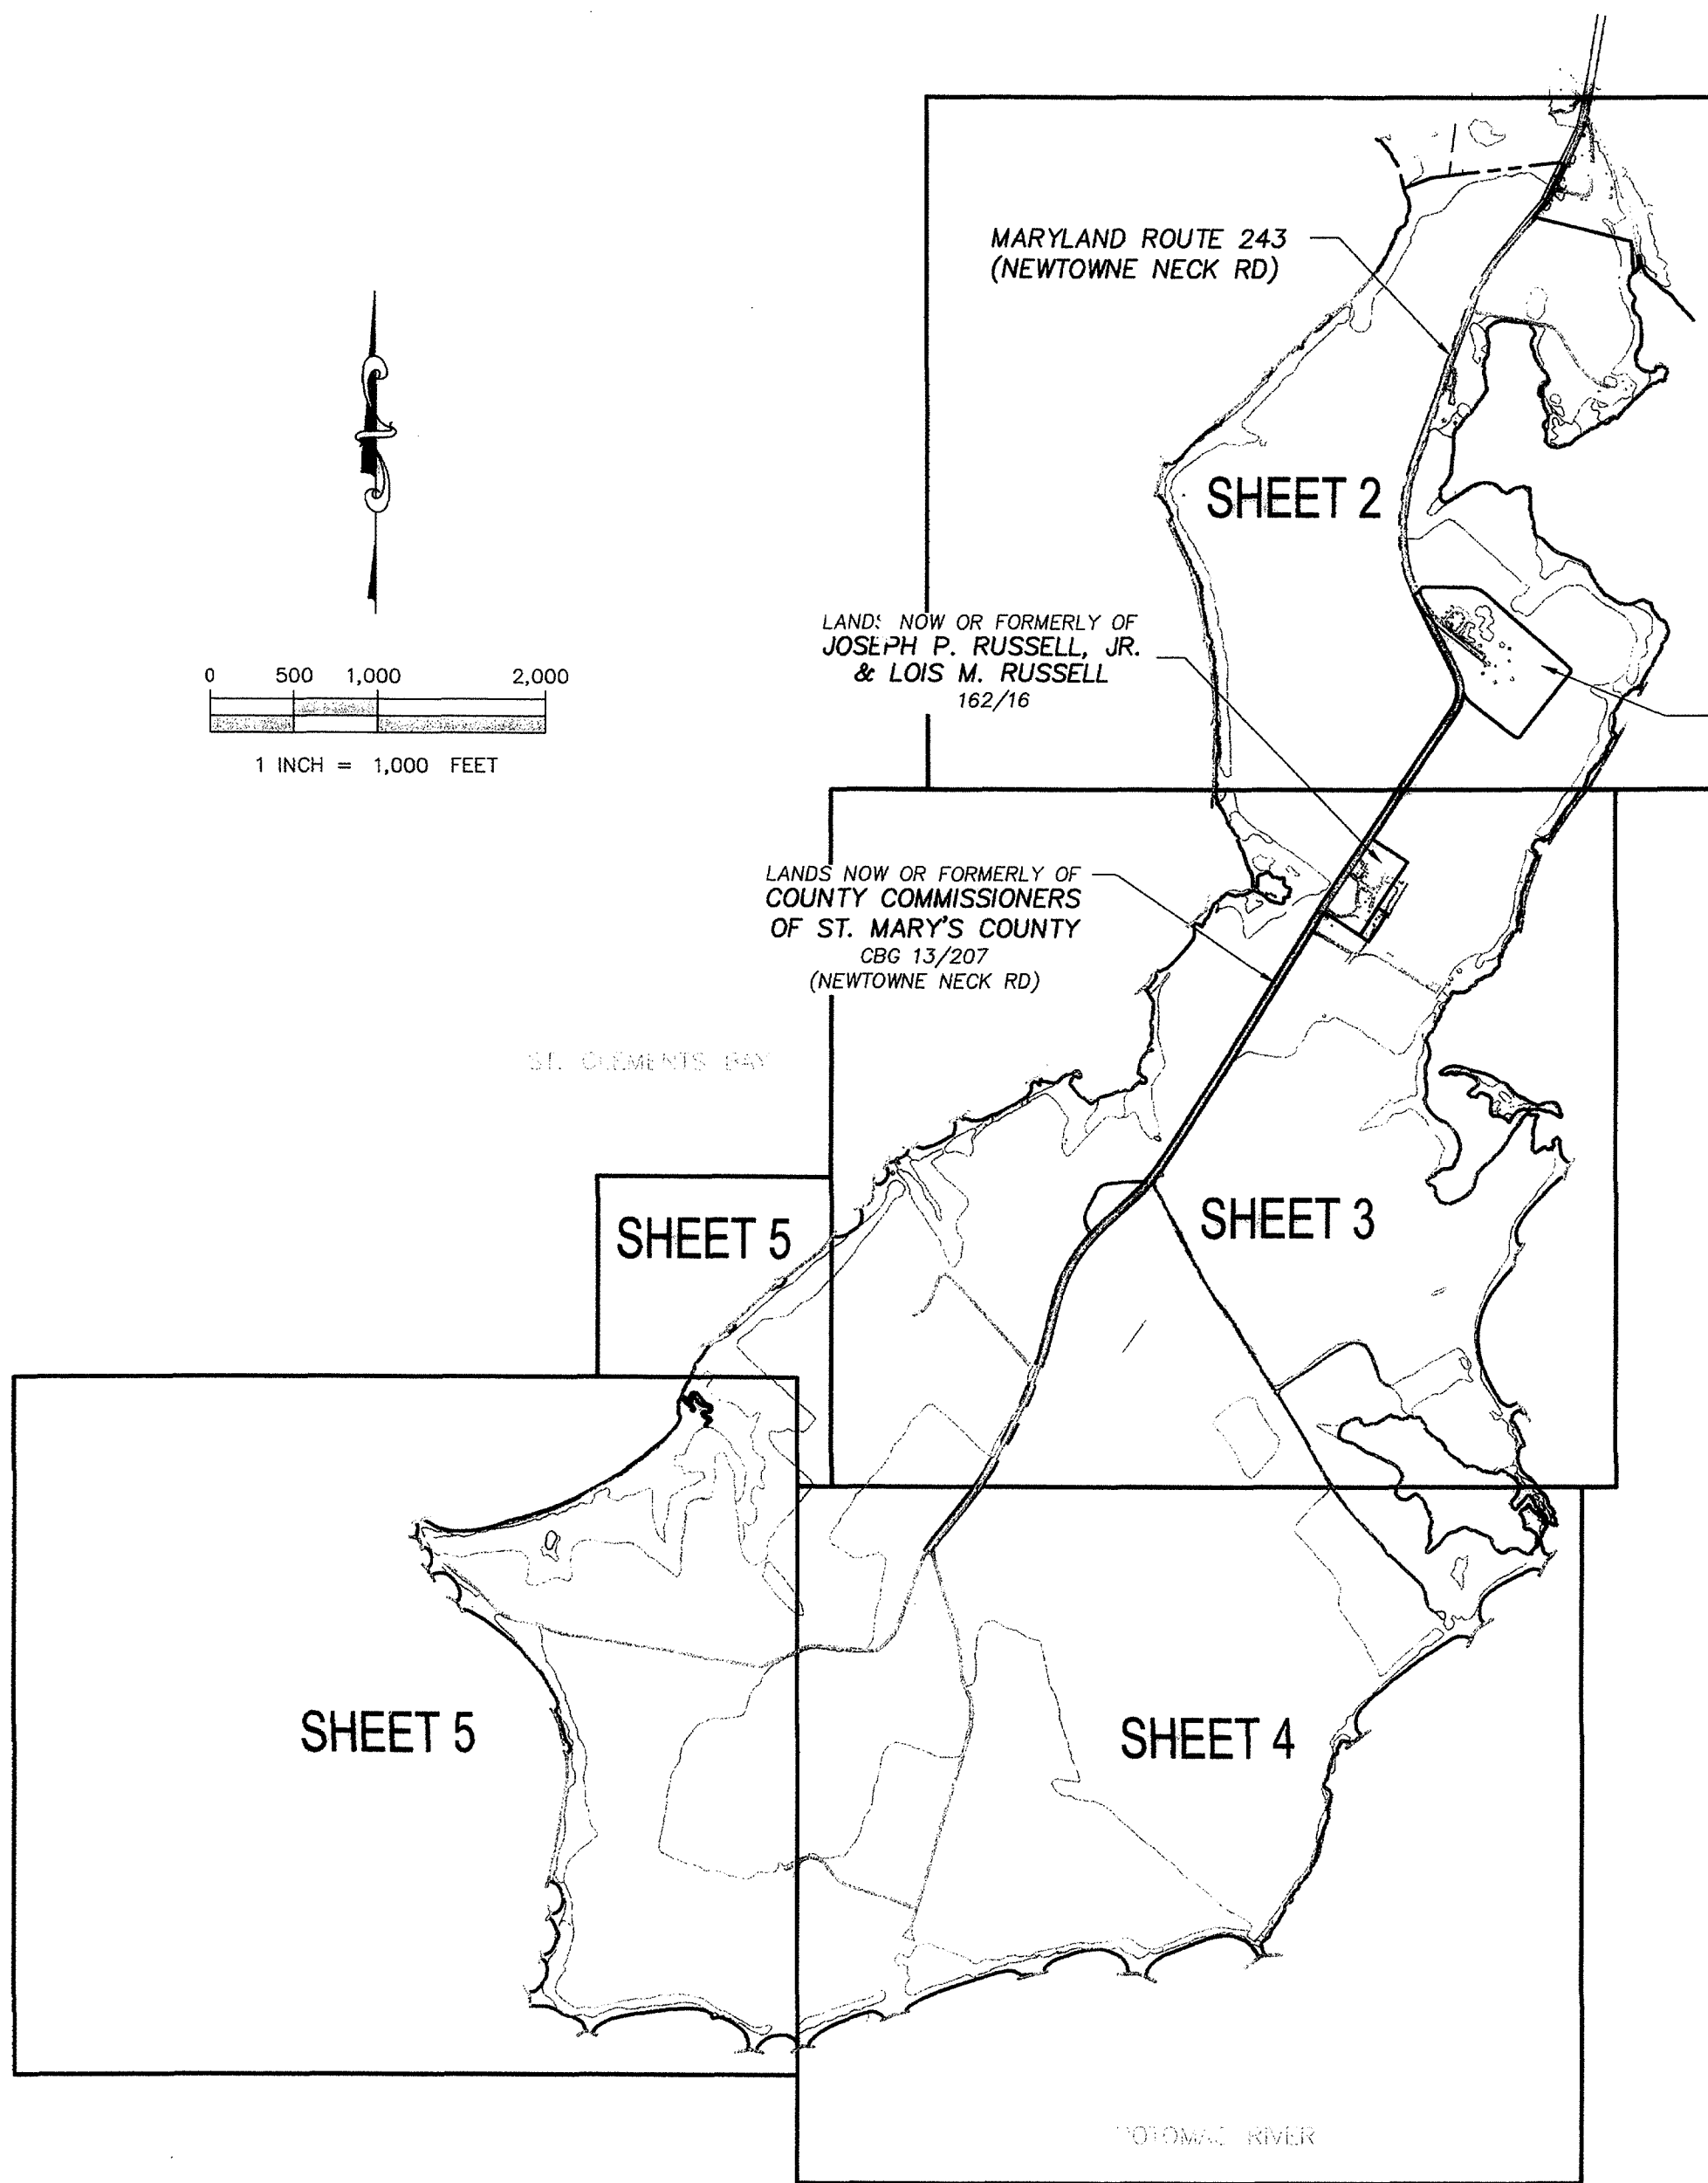 MARYLAND ROUTE 243
(NEWTOWNE NECK RD)
SHEET 2
LANDS NOW OR FORMERLY OF
JOSEPH P. RUSSELL, JR.
& LOIS M. RUSSELL
162/16
0 500 1,000 2,000
1 INCH = 1,000 FEET
LANDS NOW OR FORMERLY OF
COUNTY COMMISSIONERS
OF ST. MARY'S COUNTY
CBG 13/207
(NEWTOWNE NECK RD)
ST. CLEMENTS BAY
SHEET 5
SHEET 3
SHEET 5
SHEET 4
POTOMAC RIVER